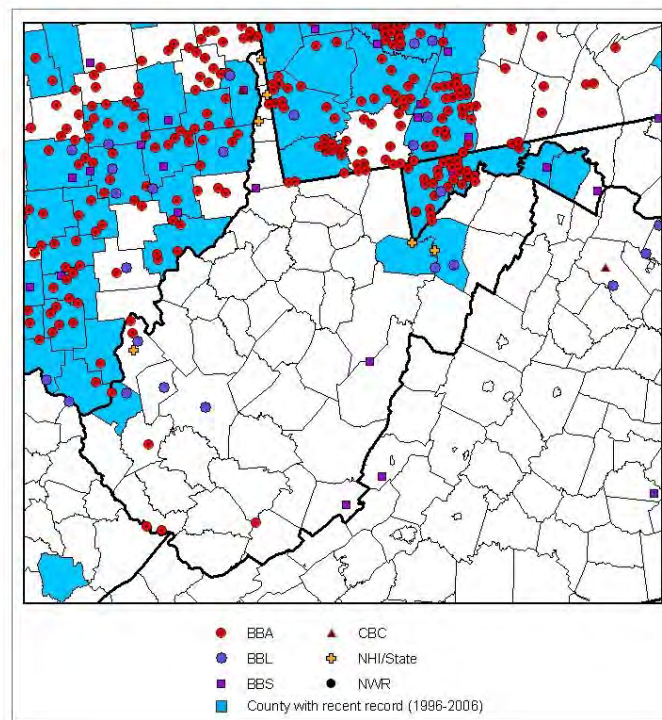 BBA
CBC
BBL
NHI/State
BBS
NWR
County with recent record (1996-2006)